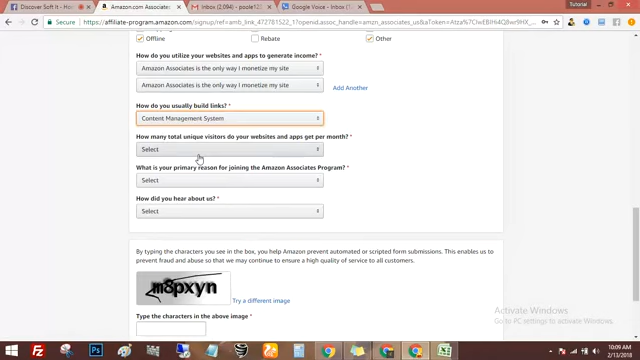 Discover Soft It - Hom
Amazon.com Associates
Inbox (2,094) - poole123
Google Voice - Inbox (1
Tutorial
Secure
https://affiliate-program.amazon.com/signup/ref=amb_link_472781522_1?openid.assoc_handle=amzn_associates_us&aToken=Atza
Offline
Rebate
Other
How do you utilize your websites and apps to generate income? *
Amazon Associates is the only way I monetize my site
Amazon Associates is the only way I monetize my site
Add Another
How do you usually build links? *
Content Management System
How many total unique visitors do your websites and apps get per month? *
Select
What is your primary reason for joining the Amazon Associates Program? *
Select
How did you hear about us? *
Select
By typing the characters you see in the box, you help Amazon prevent automated or scripted form submissions. This enables us to
prevent fraud and abuse so that we may continue to ensure a high quality of service to all customers.
m8pxyn
Try a different image
Type the characters in the above image *
Activate Windows
Go to PC settings to activate Windows.
10:09 AM
2/13/2018